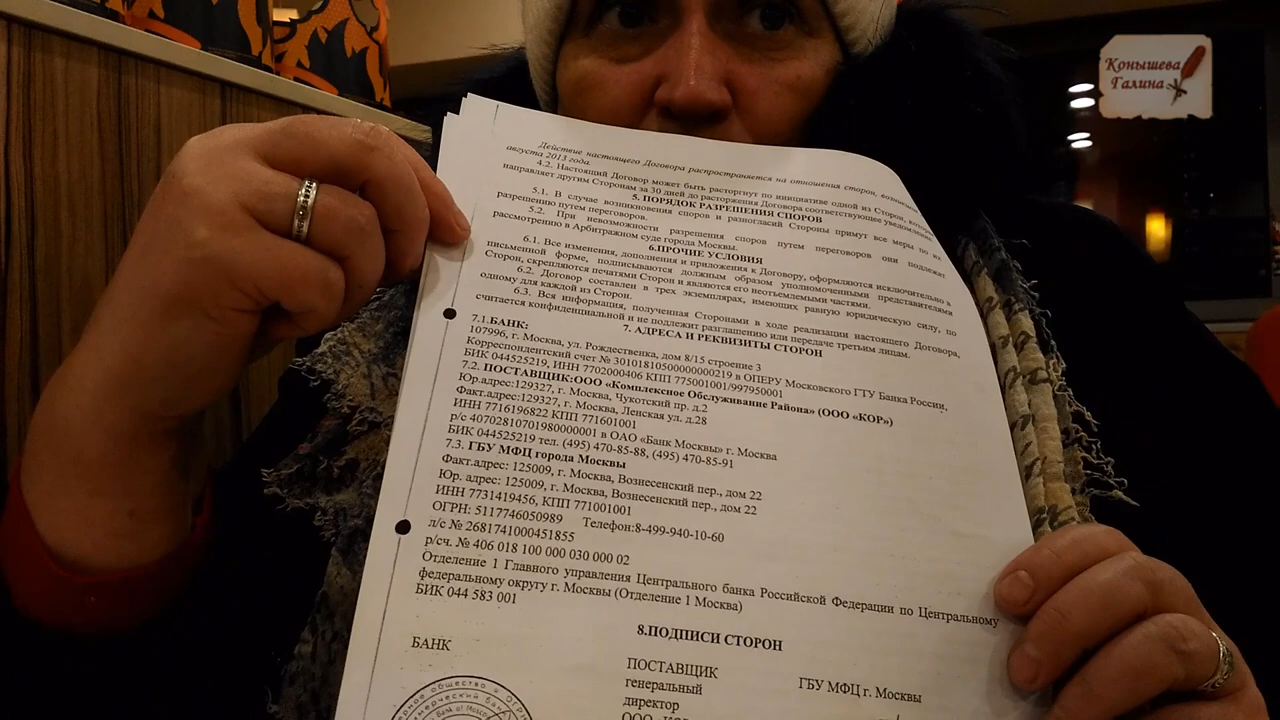 Конышева
Галина
Действие настоящего Договора распространяется на отношения сторон,
августа 2013 года.
4.2. Настоящий Договор может быть расторгнут по инициативе одной из Сторон,
направляет другим Сторонам за 30 дней до расторжения Договора соответствующее уведомление
5. ПОРЯДОК РАЗРЕШЕНИЯ СПОРОВ
5.1. В случае возникновения споров и разногласий Стороны примут все меры по их
разрешению путем переговоров.
5.2. При невозможности разрешения споров путем переговоров они подлежат
рассмотрению в Арбитражном суде города Москвы.
6.ПРОЧИЕ УСЛОВИЯ
6.1. Все изменения, дополнения и приложения к Договору, оформляются исключительно в
письменной форме, подписываются должным образом уполномоченными представителями
Сторон, скрепляются печатями Сторон и являются его неотъемлемыми частями.
6.2. Договор составлен в трех экземплярах, имеющих равную юридическую силу, по
одному для каждой из Сторон.
6.3. Вся информация, полученная Сторонами в ходе реализации настоящего Договора,
считается конфиденциальной и не подлежит разглашению или передаче третьим лицам.
7. АДРЕСА И РЕКВИЗИТЫ СТОРОН
7.1.БАНК:
107996, г. Москва, ул. Рождественка, дом 8/15 строение 3
Корреспондентский счет № 30101810500000000219 в ОПЕРУ Московского ГТУ Банка России,
БИК 044525219, ИНН 7702000406 КПП 775001001/997950001
7.2. ПОСТАВЩИК:ООО «Комплексное Обслуживание Района» (ООО «КОР»)
Юр.адрес:129327, г. Москва, Чукотский пр. д.2
Факт.адрес:129327, г. Москва, Ленская ул. д.28
ИНН 7716196822 КПП 771601001
р/с 40702810701980000001 в ОАО «Банк Москвы» г. Москва
БИК 044525219 тел. (495) 470-85-88, (495) 470-85-91
7.3. ГБУ МФЦ города Москвы
Факт.адрес: 125009, г. Москва, Вознесенский пер., дом 22
Юр. адрес: 125009, г. Москва, Вознесенский пер., дом 22
ИНН 7731419456, КПП 771001001
ОГРН: 5117746050989 Телефон:8-499-940-10-60
л/с № 2681741000451855
р/сч. № 406 018 100 000 030 000 02
Отделение 1 Главного управления Центрального банка Российской Федерации по Центральному
федеральному округу г. Москвы (Отделение 1 Москва)
БИК 044 583 001
8.ПОДПИСИ СТОРОН
БАНК
ПОСТАВЩИК
генеральный
директор
ООО
ГБУ МФЦ г. Москвы